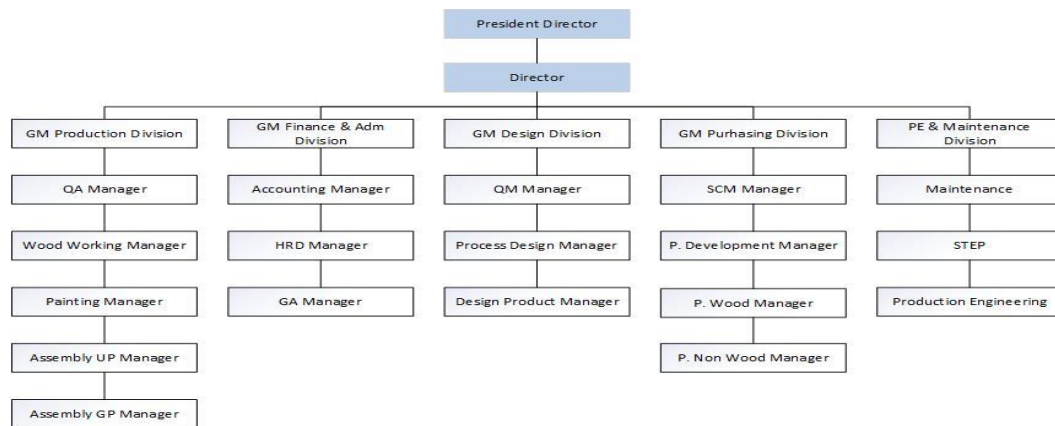 President Director
Director
GM Production Division
GM Finance & Adm
Division
GM Design Division
GM Purhasing Division
PE & Maintenance
Division
QA Manager
Accounting Manager
QM Manager
SCM Manager
Maintenance
Wood Working Manager
HRD Manager
Process Design Manager
P. Development Manager
STEP
Painting Manager
GA Manager
Design Product Manager
P. Wood Manager
Production Engineering
Assembly UP Manager
P. Non Wood Manager
Assembly GP Manager